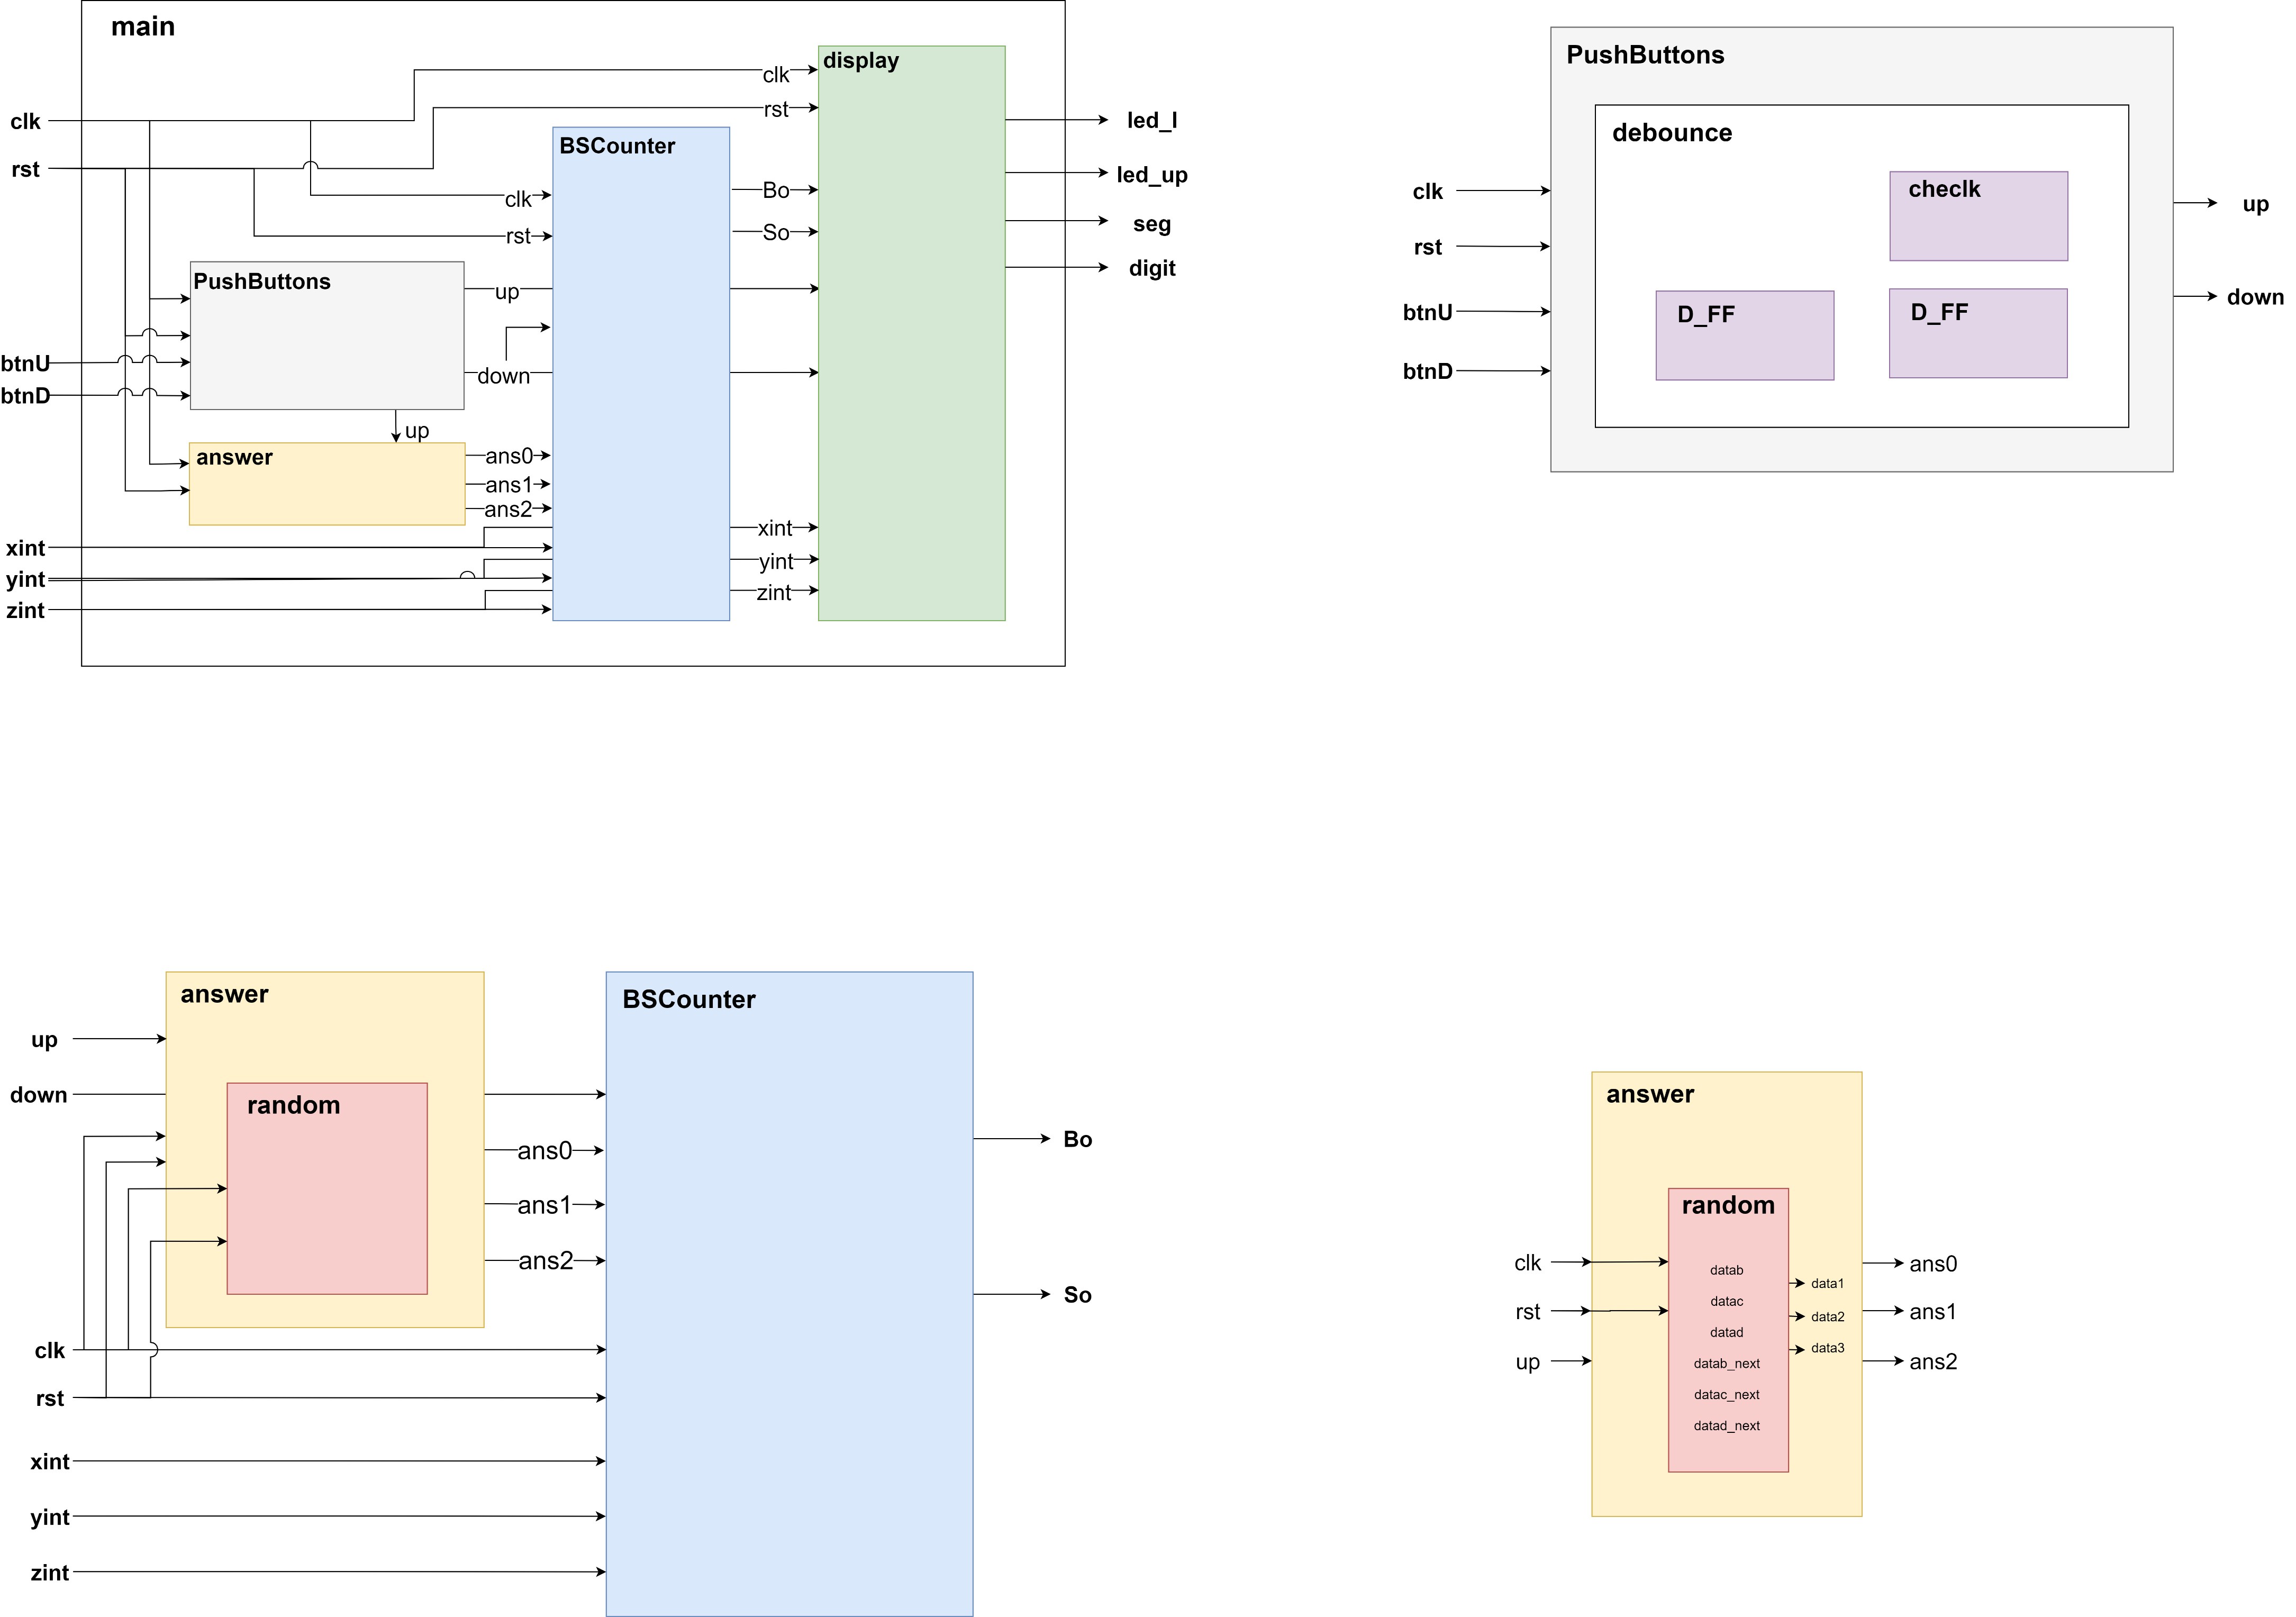 main
display
clk
rst
clk
rst
BSCounter
led_l
led_up
seg
digit
Bo
So
clk
rst
PushButtons
up
down
btnU
btnD
up
answer
ans0
ans1
ans2
xint
yint
zint
xint
yint
zint
PushButtons
debounce
checlk
D_FF
D_FF
clk
rst
btnU
btnD
up
down
answer
random
up
down
BSCounter
ans0
ans1
ans2
Bo
So
clk
rst
xint
yint
zint
answer
random
datab
datac
datad
datab_next
datac_next
datad_next
data1
data2
data3
clk
rst
up
ans0
ans1
ans2